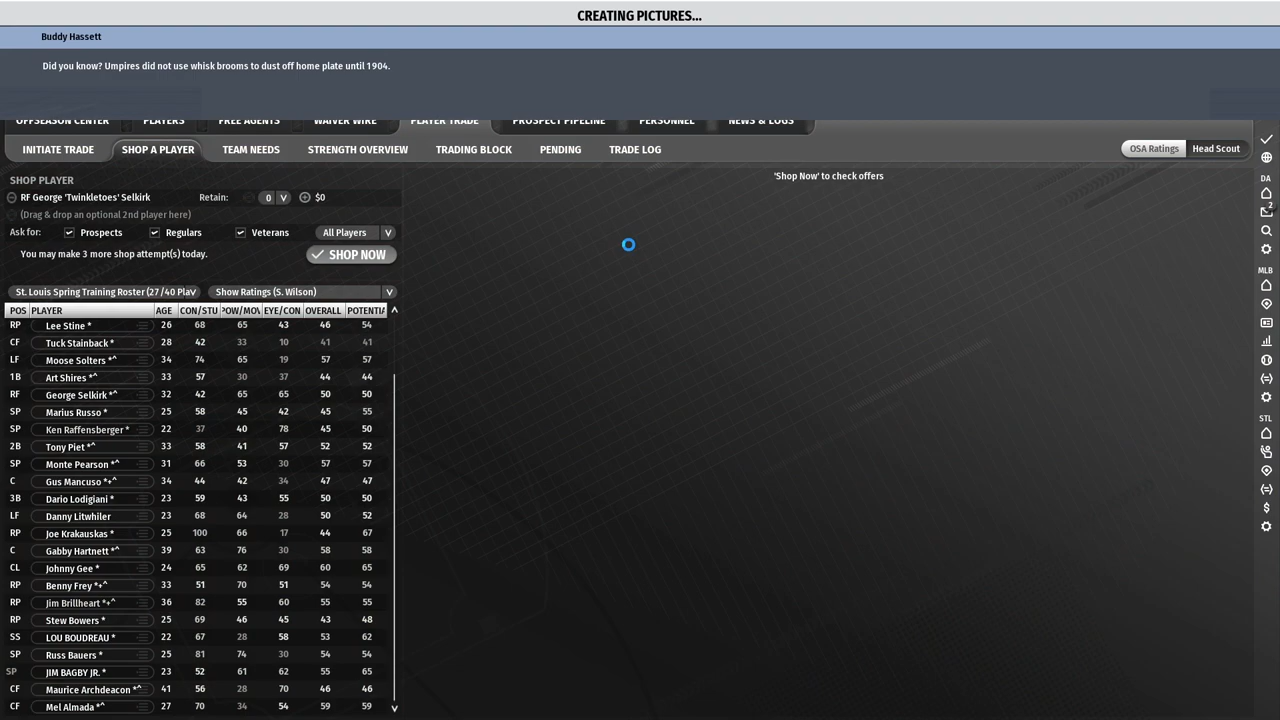 CREATING PICTURES...
Buddy Hassett
Did you know? Umpires did not use whisk brooms to dust off home plate until 1904.
OFFSEASON CENTER PLAYERS FREE AGENTS WAIVER WIRE PLAYER TRADE PROSPECT PIPELINE PERSONNEL NEWS & LOGS
INITIATE TRADE SHOP A PLAYER TEAM NEEDS STRENGTH OVERVIEW TRADING BLOCK PENDING TRADE LOG OSA Ratings Head Scout
SHOP PLAYER
'Shop Now' to check offers
RF George 'Twinkletoes' Selkirk Retain: 0 V $0
(Drag & drop an optional 2nd player here)
Ask for: Prospects Regulars Veterans All Players V
You may make 3 more shop attempt(s) today. SHOP NOW
St. Louis Spring Training Roster (27/40 Play V Show Ratings (S. Wilson) V
POS PLAYER AGE CON/STU POW/MOV EYE/CON OVERALL POTENTIA
RP Lee Stine * 26 68 65 43 46 54
CF Tuck Stainback * 28 42 33 10 41 41
LF Moose Solters *^ 34 74 65 19 57 57
1B Art Shires *^ 33 57 30 37 44 44
RF George Selkirk *^ 32 42 65 65 50 50
SP Marius Russo * 25 58 45 42 45 55
SP Ken Raffensberger * 22 37 40 78 45 50
2B Tony Piet *^ 33 58 41 57 52 52
SP Monte Pearson *^ 31 66 53 30 57 57
C Gus Mancuso *+^ 34 44 42 34 47 47
3B Dario Lodigiani * 23 59 43 55 50 50
LF Danny Litwhiler 23 68 64 28 50 52
RP Joe Krakauskas * 25 100 66 17 44 67
C Gabby Hartnett *^ 39 63 76 30 58 58
CL Johnny Gee * 24 65 62 69 60 65
RP Benny Frey *+^ 33 51 70 51 54 54
RP Jim Brillheart *+^ 36 82 55 60 55 55
RP Stew Bowers * 25 69 46 45 43 48
SS LOU BOUDREAU * 22 67 28 58 53 62
SP Russ Bauers * 25 81 74 30 54 54
SP JIM BAGBY JR. * 23 52 61 62 55 65
CF Maurice Archdeacon *^ 41 56 28 70 46 46
CF Mel Almada *^ 27 70 34 54 59 59
DA
2
MLB
STL
$